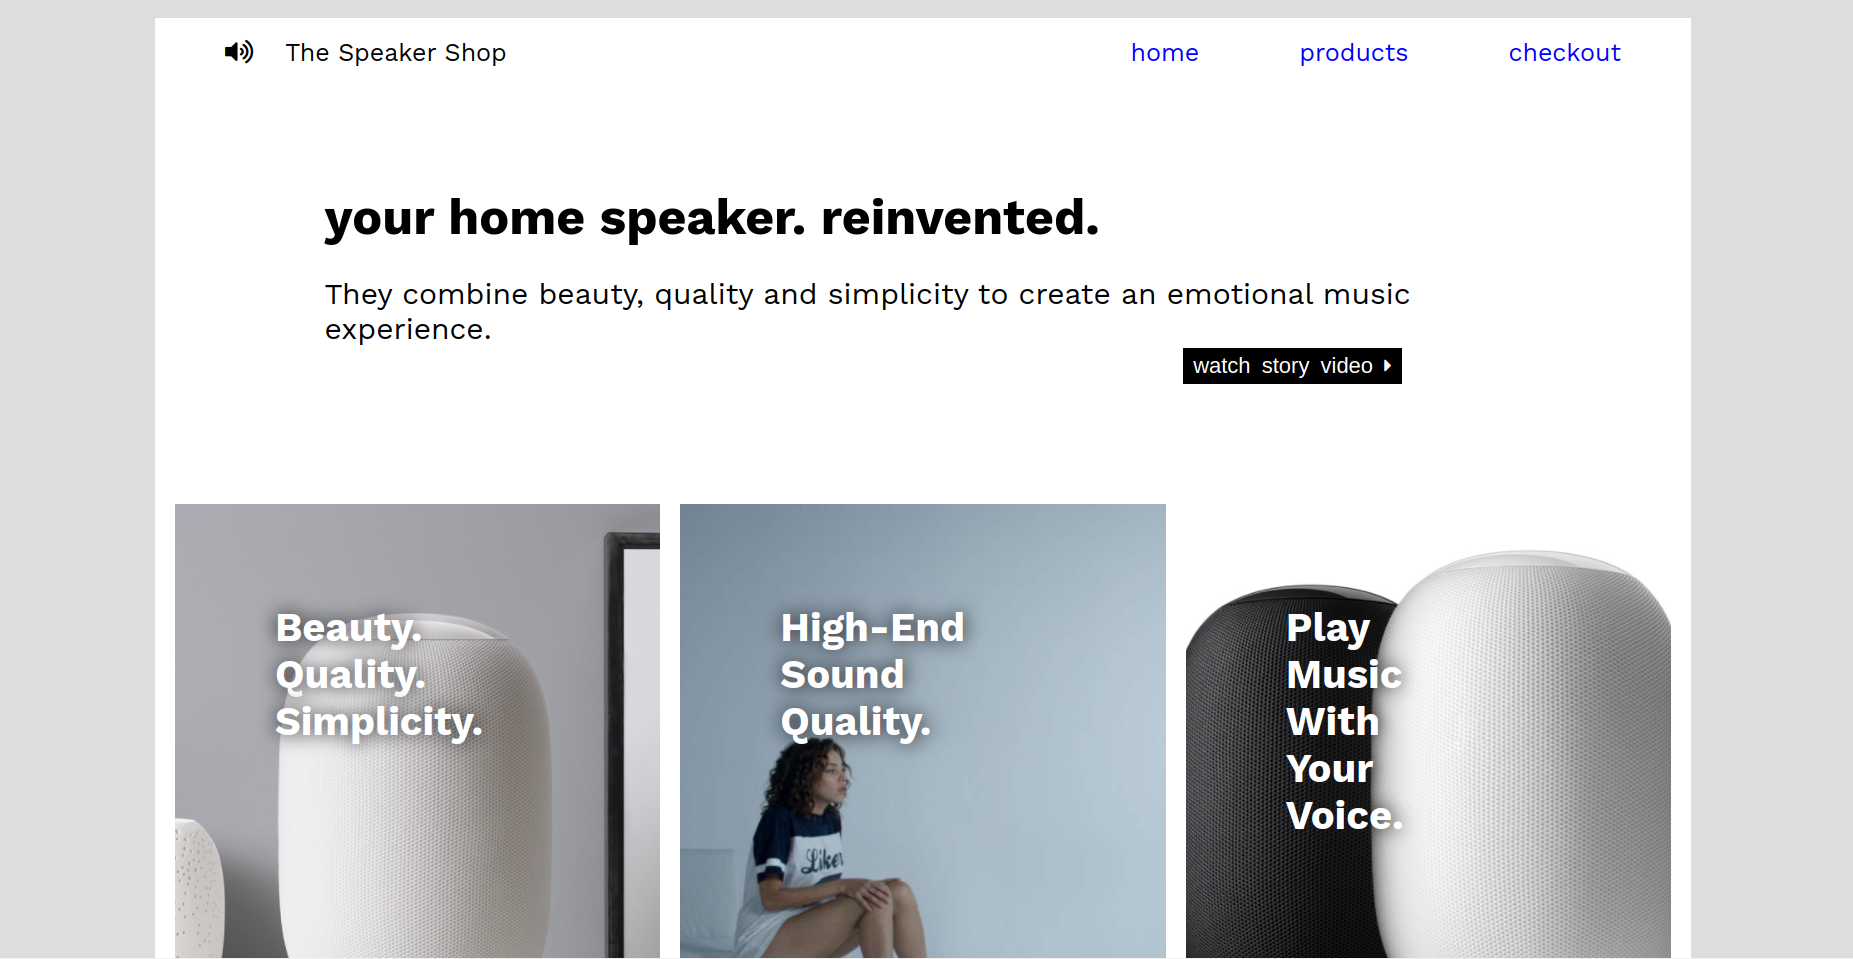 The Speaker Shop home products checkout
your home speaker. reinvented.
They combine beauty, quality and simplicity to create an emotional music
experience.
watch story video
Beauty.
Quality.
Simplicity.
High-End
Sound
Quality.
Play
Music
With
Your
Voice.
Liker